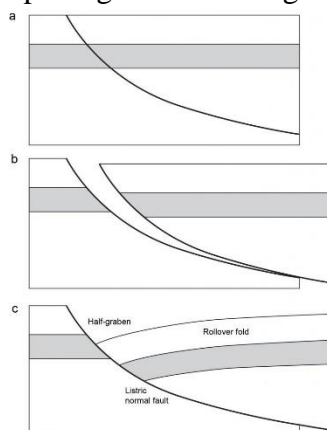 a
b
c
Half-graben
Rollover fold
Listric
normal fault